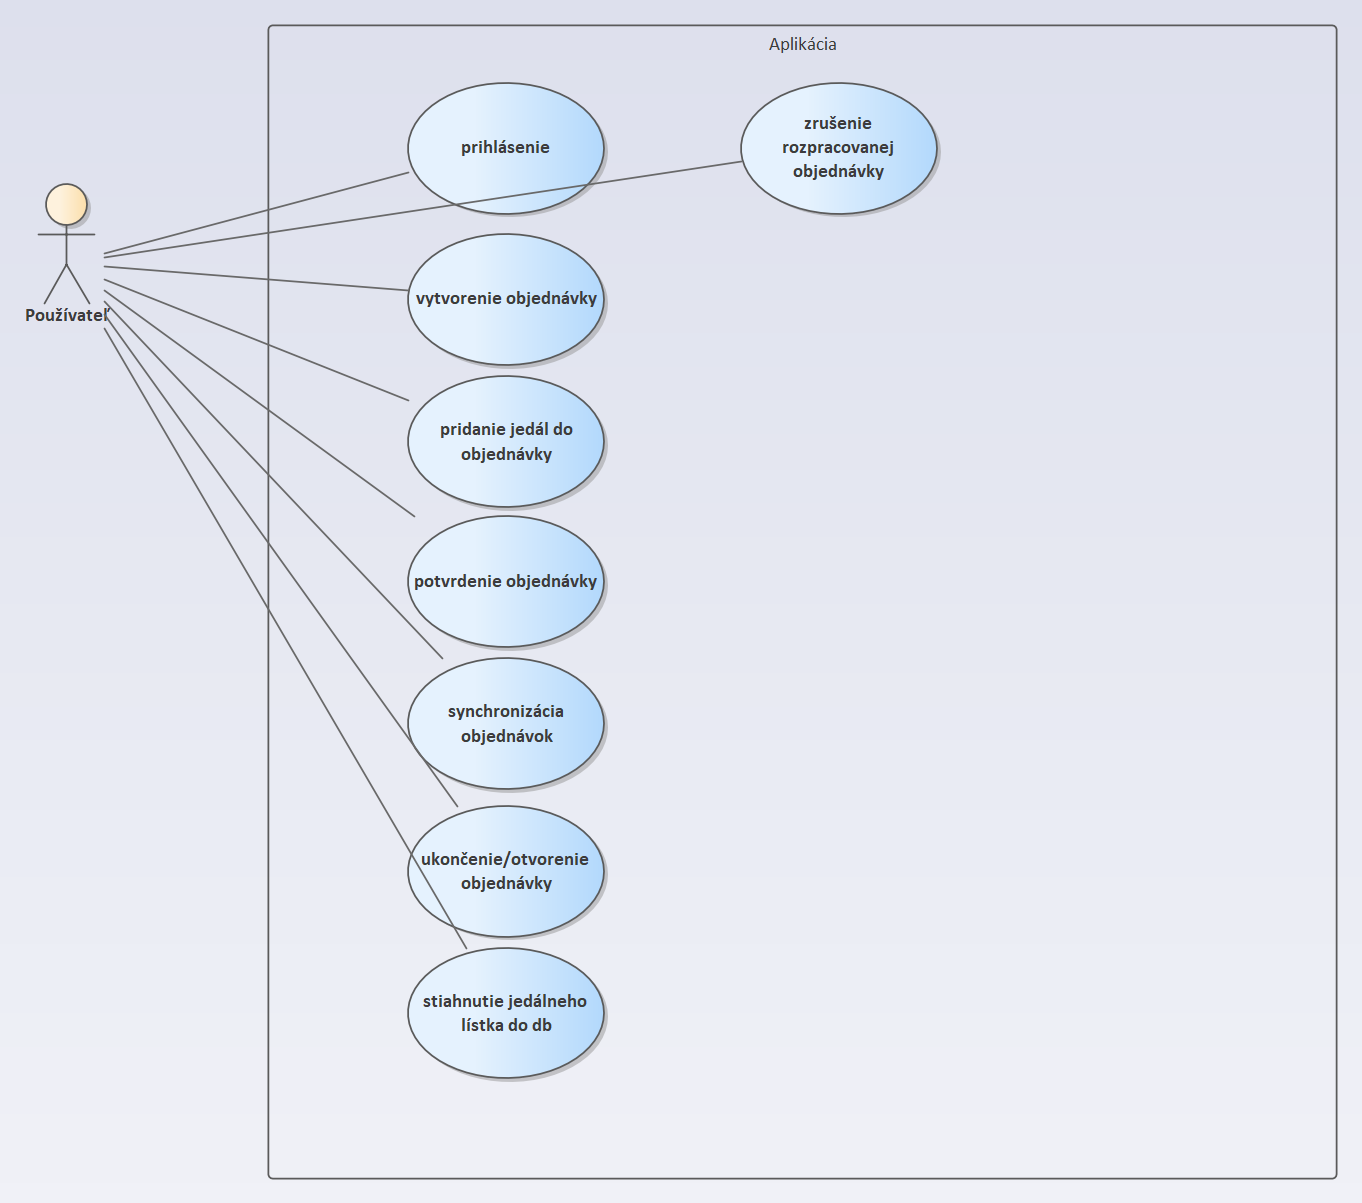 Aplikácia
prihlásenie
zrušenie
rozpracovanej
objednávky
Používateľ
vytvorenie objednávky
pridanie jedál do
objednávky
potvrdenie objednávky
synchronizácia
objednávok
ukončenie/otvorenie
objednávky
stiahnutie jedálneho
lístka do db